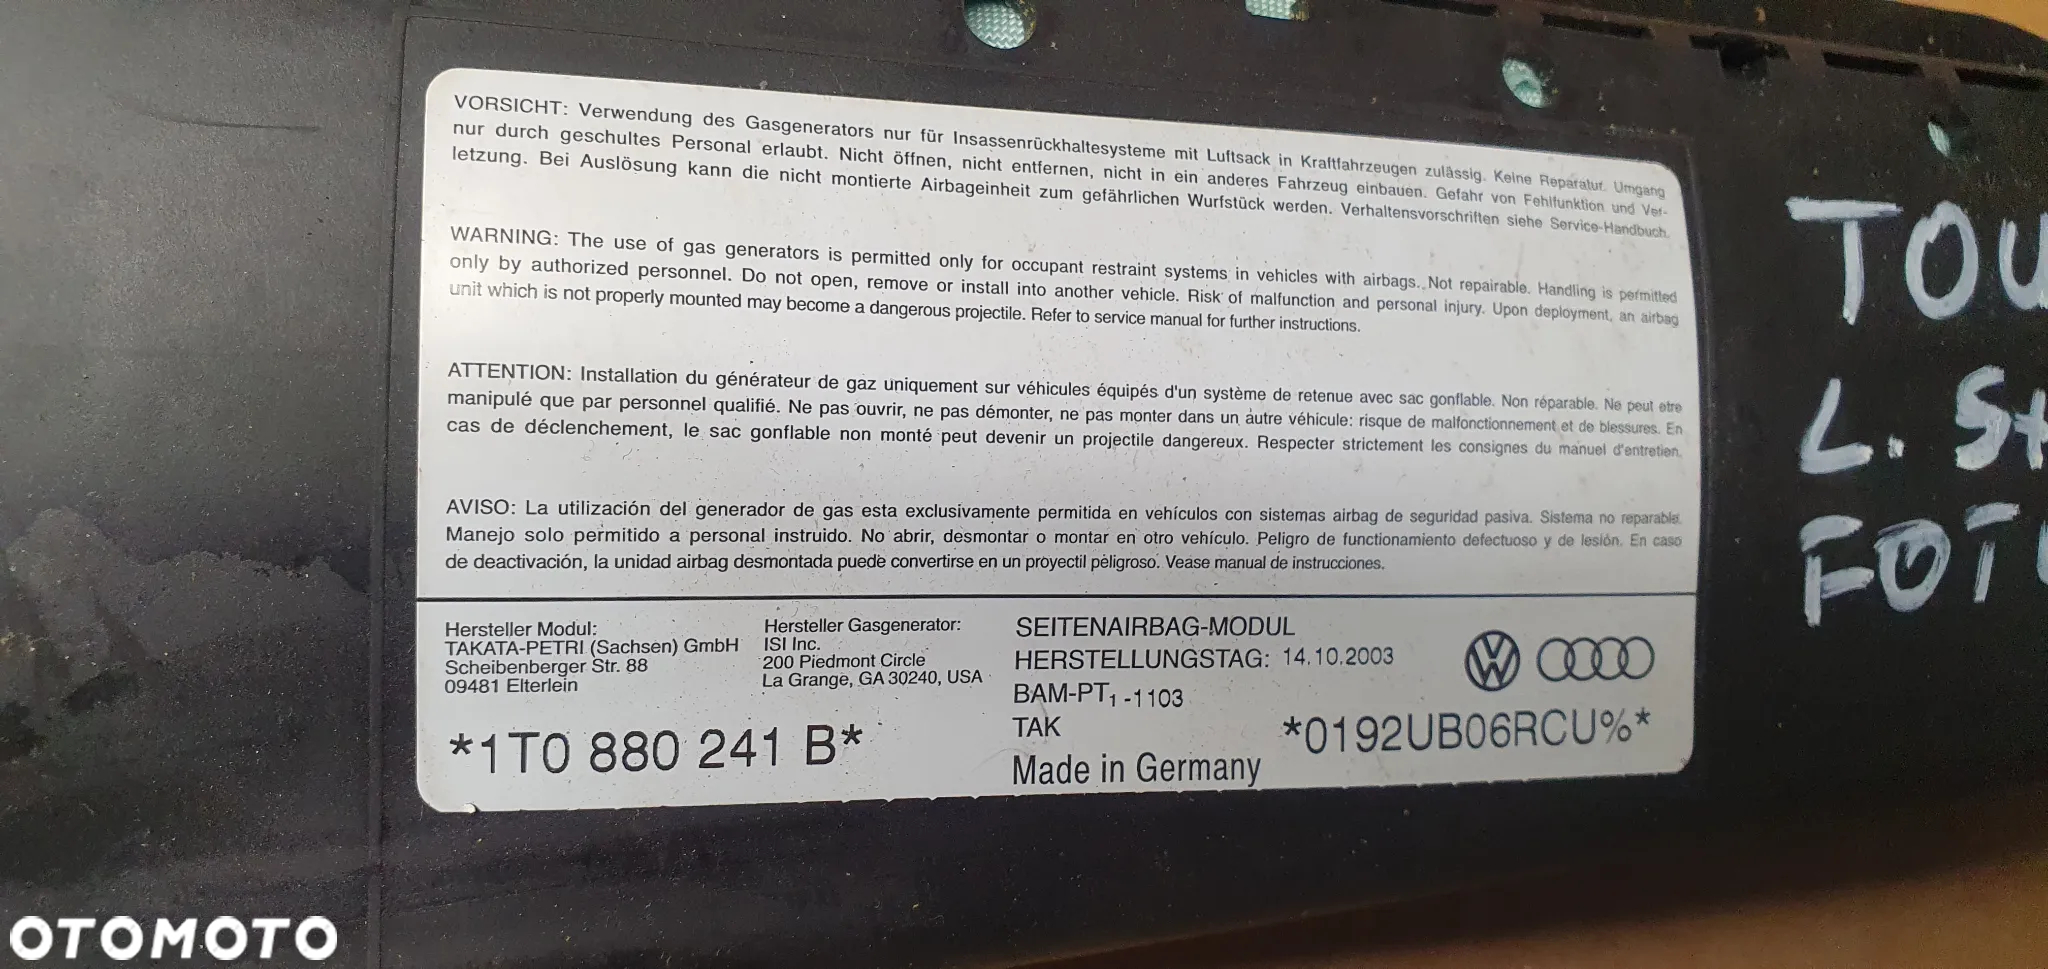 VORSICHT: Verwendung des Gasgenerators nur für Insassenrückhaltesysteme mit Luftsack in Kraftfahrzeugen zulässig. Keine Reparatur. Umgang
nur durch geschultes Personal erlaubt. Nicht öffnen, nicht entfernen, nicht in ein anderes Fahrzeug einbauen. Gefahr von Fehlfunktion und Ver-
letzung. Bei Auslösung kann die nicht montierte Airbageinheit zum gefährlichen Wurfstück werden. Verhaltensvorschriften siehe Service-Handbuch.
WARNING: The use of gas generators is permitted only for occupant restraint systems in vehicles with airbags. Not repairable. Handling is permitted
only by authorized personnel. Do not open, remove or install into another vehicle. Risk of malfunction and personal injury. Upon deployment, an airbag
unit which is not properly mounted may become a dangerous projectile. Refer to service manual for further instructions.
ATTENTION: Installation du générateur de gaz uniquement sur véhicules équipés d'un système de retenue avec sac gonflable. Non réparable. Ne peut etre
manipulé que par personnel qualifié. Ne pas ouvrir, ne pas démonter, ne pas monter dans un autre véhicule: risque de malfonctionnement et de blessures. En
cas de déclenchement, le sac gonflable non monté peut devenir un projectile dangereux. Respecter strictement les consignes du manuel d'entretien.
AVISO: La utilización del generador de gas esta exclusivamente permitida en vehículos con sistemas airbag de seguridad pasiva. Sistema no reparable.
Manejo solo permitido a personal instruido. No abrir, desmontar o montar en otro vehículo. Peligro de functionamiento defectuoso y de lesión. En caso
de deactivación, la unidad airbag desmontada puede convertirse en un proyectil péligroso. Vease manual de instrucciones.
Hersteller Modul:
TAKATA-PETRI (Sachsen) GmbH
Scheibenberger Str. 88
09481 Elterlein
Hersteller Gasgenerator:
ISI Inc.
200 Piedmont Circle
La Grange, GA 30240, USA
*1T0 880 241 B*
SEITENAIRBAG-MODUL
HERSTELLUNGSTAG: 14.10.2003
BAM-PT1 -1103
TAK
Made in Germany
*0192UB06RCU%*
TOU
L. St
FOT
OTOMOTO